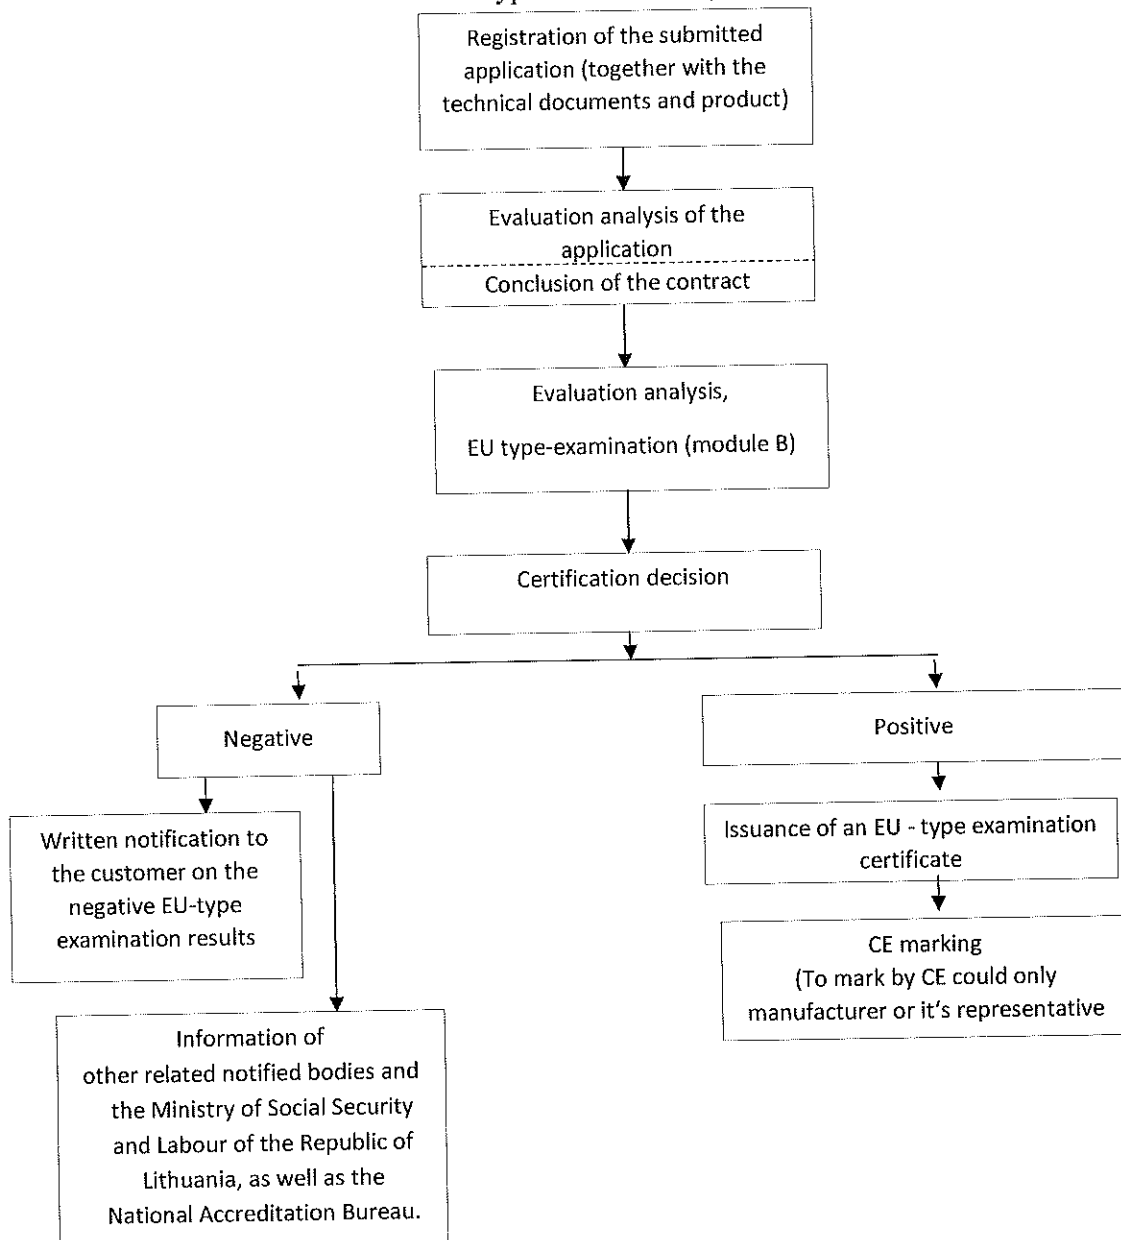 Registration of the submitted
application (together with the
technical documents and product)
Evaluation analysis of the
application
Conclusion of the contract
Evaluation analysis,
EU type-examination (module B)
Certification decision
Negative
Positive
Written notification to
the customer on the
negative EU-type
examination results
Issuance of an EU - type examination
certificate
CE marking
(To mark by CE could only
manufacturer or it's representative
Information of
other related notified bodies and
the Ministry of Social Security
and Labour of the Republic of
Lithuania, as well as the
National Accreditation Bureau.